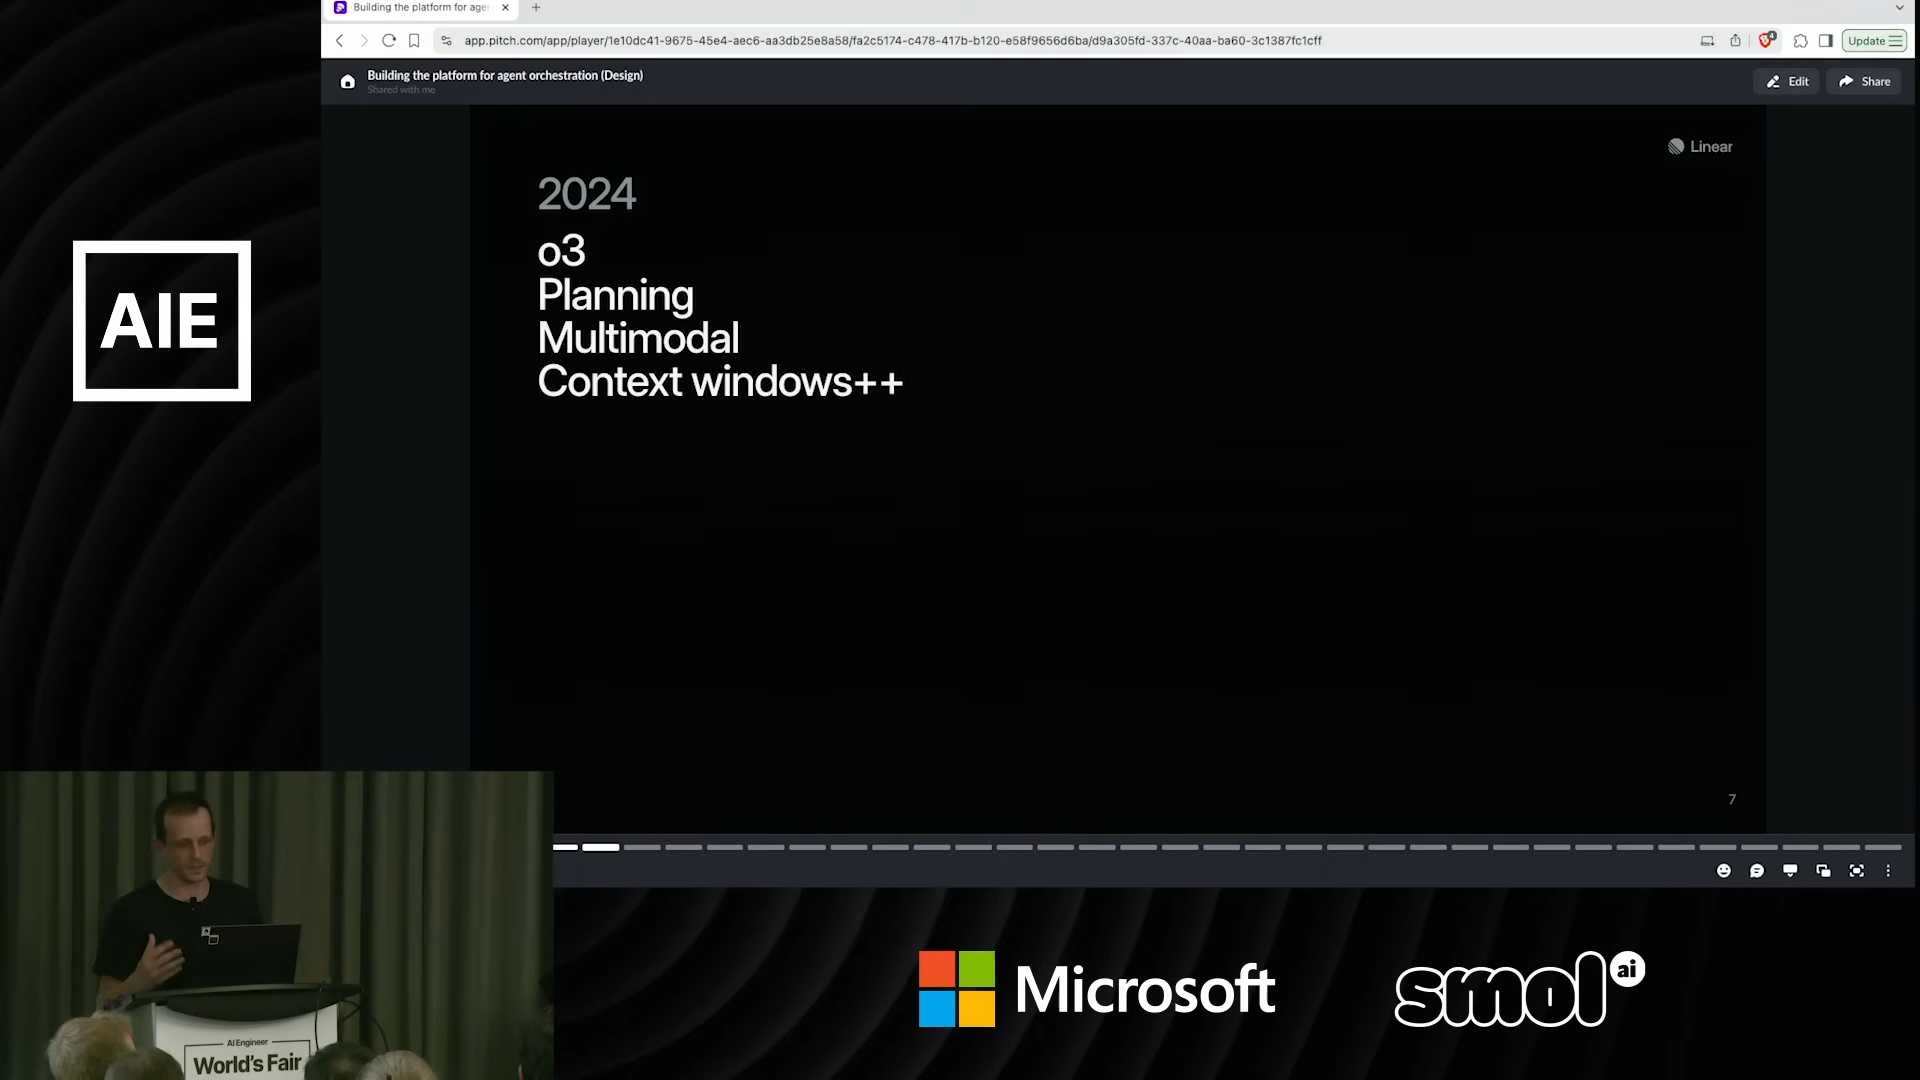 Building the platform for age
app.pitch.com/app/player/1e10dc41-9675-45e4-aec6-aa3db25e8a58/fa2c5174-c478-417b-b120-e58f9656d6ba/d9a305fd-337c-40aa-ba60-3c1387fc1cff
4
Update
Building the platform for agent orchestration (Design)
Shared with me
Edit
Share
Linear
2024
o3
Planning
Multimodal
Context windows++
7
AIE
AI Engineer
World's Fair
Microsoft
smol ai